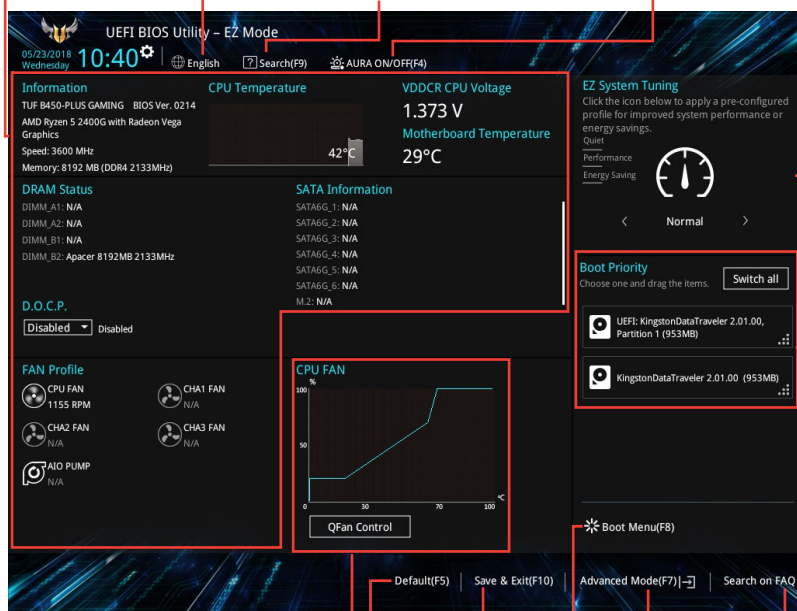 UEFI BIOS Utility – EZ Mode
05/23/2018
Wednesday
10:40
English
Search(F9)
AURA ON/OFF(F4)
Information
TUF B450-PLUS GAMING BIOS Ver. 0214
AMD Ryzen 5 2400G with Radeon Vega
Graphics
Speed: 3600 MHz
Memory: 8192 MB (DDR4 2133MHz)
CPU Temperature
42°C
VDDCR CPU Voltage
1.373 V
Motherboard Temperature
29°C
EZ System Tuning
Click the icon below to apply a pre-configured
profile for improved system performance or
energy savings.
Quiet
Performance
Energy Saving
< Normal >
DRAM Status
DIMM_A1: N/A
DIMM_A2: N/A
DIMM_B1: N/A
DIMM_B2: Apacer 8192MB 2133MHz
SATA Information
SATA6G_1: N/A
SATA6G_2: N/A
SATA6G_3: N/A
SATA6G_4: N/A
SATA6G_5: N/A
SATA6G_6: N/A
M.2: N/A
D.O.C.P.
Disabled Disabled
Boot Priority
Choose one and drag the items.
Switch all
UEFI: KingstonDataTraveler 2.01.00,
Partition 1 (953MB)
KingstonDataTraveler 2.01.00 (953MB)
FAN Profile
CPU FAN
1155 RPM
CHA1 FAN
N/A
CHA2 FAN
N/A
CHA3 FAN
N/A
AIO PUMP
N/A
CPU FAN
%
100
50
0 30 70 100
°C
QFan Control
Boot Menu(F8)
Default(F5)
Save & Exit(F10)
Advanced Mode(F7)
Search on FAQ